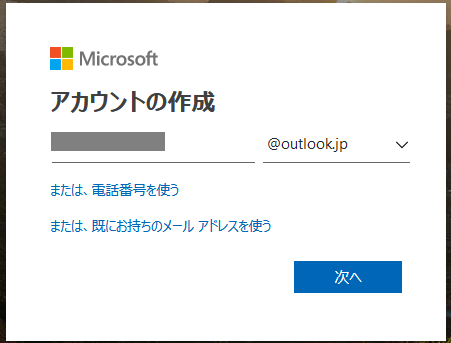 Microsoft
アカウントの作成
@outlook.jp
または、電話番号を使う
または、既にお持ちのメール アドレスを使う
次へ